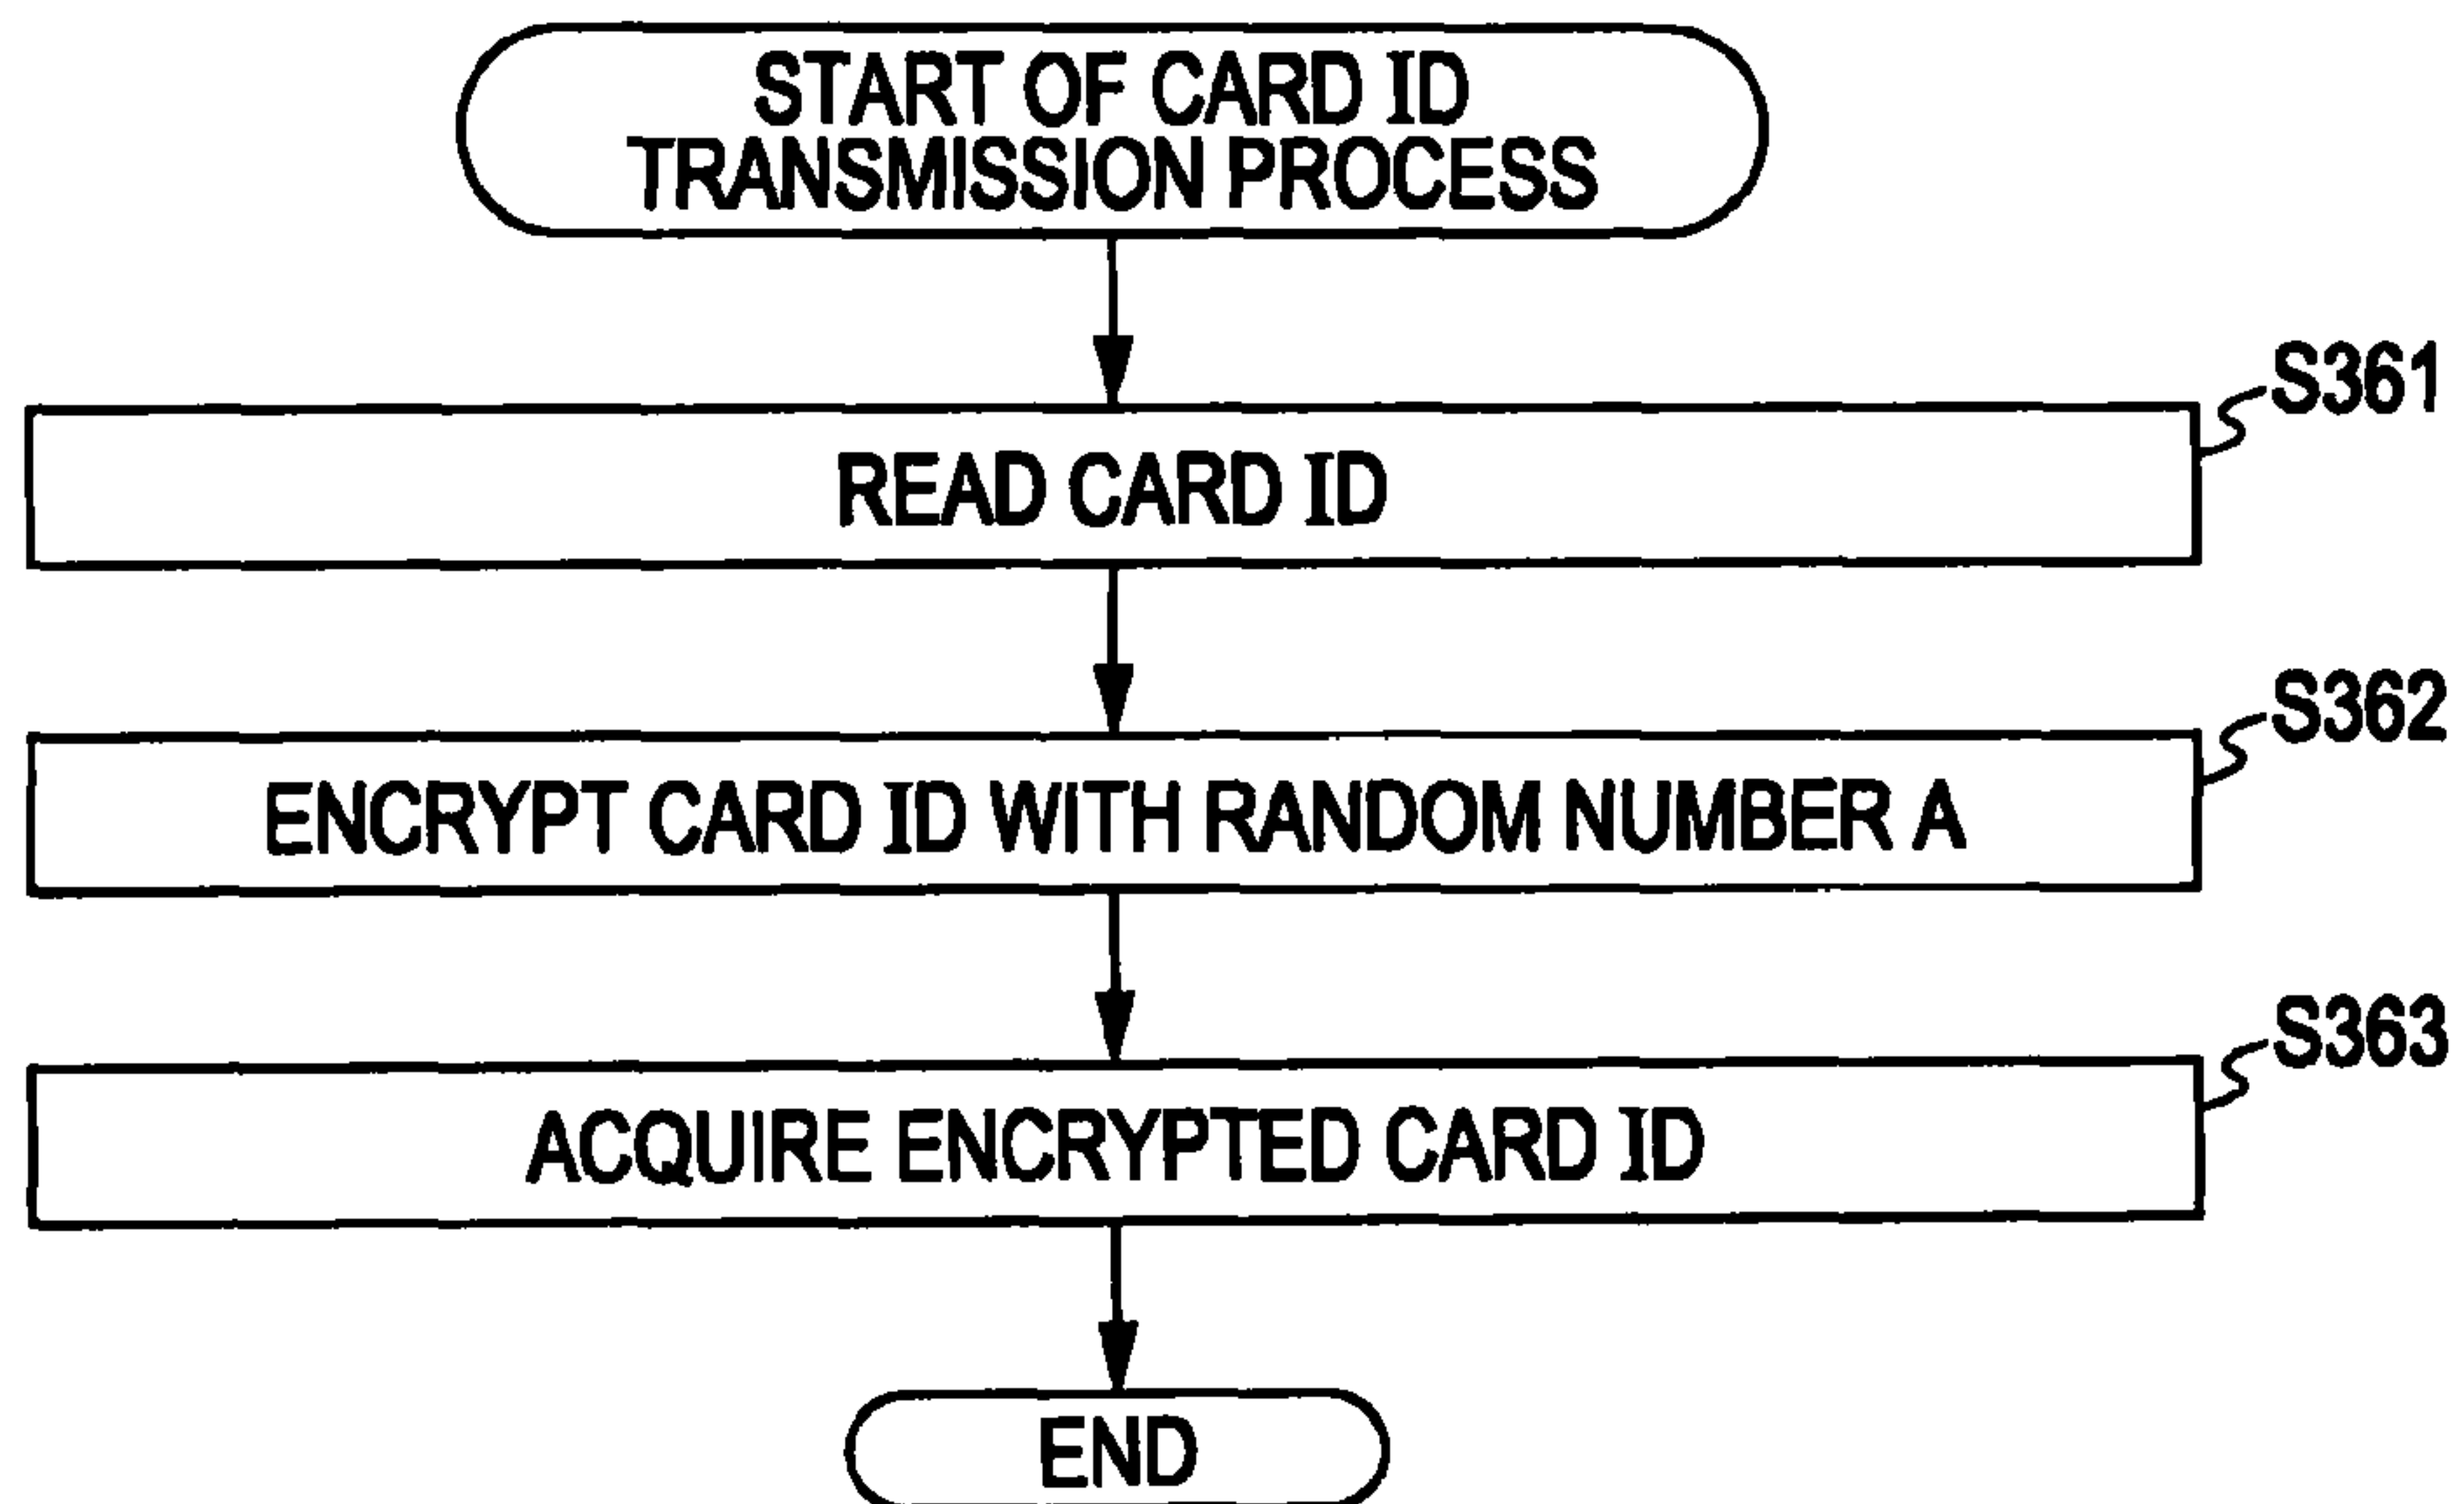 START OF CARD ID
TRANSMISSION PROCESS
S361
READ CARD ID
S362
ENCRYPT CARD ID WITH RANDOM NUMBER A
S363
ACQUIRE ENCRYPTED CARD ID
END